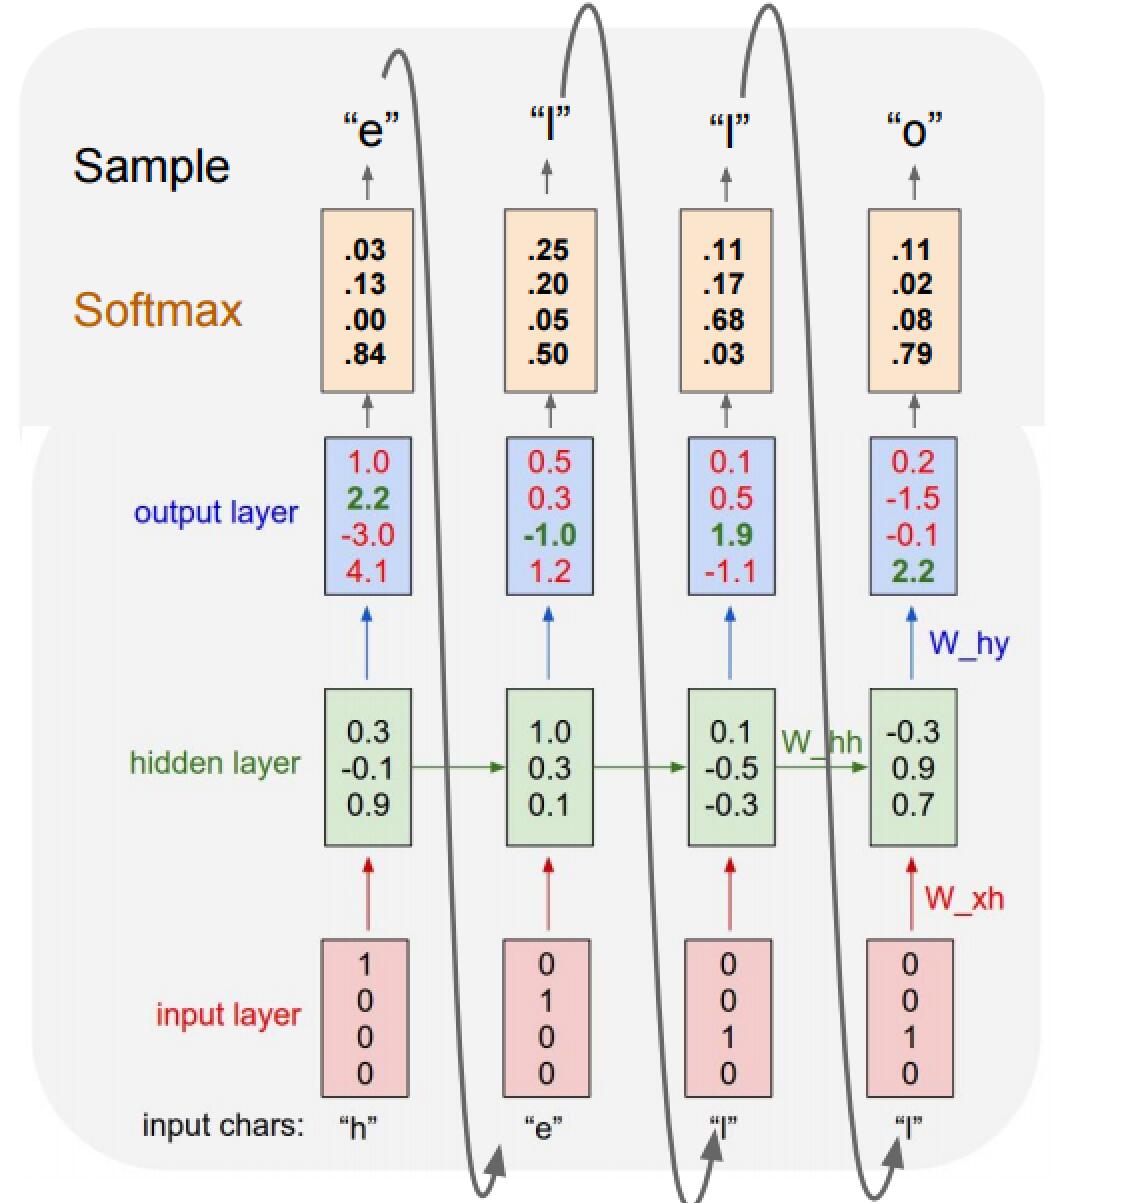 “e” “l” “l” “o”
Sample
.03 .25 .11 .11
.13 .20 .17 .02
Softmax
.00 .05 .68 .08
.84 .50 .03 .79
1.0 0.5 0.1 0.2
2.2 0.3 0.5 -1.5
output layer
-3.0 -1.0 1.9 -0.1
4.1 1.2 -1.1 2.2
W_hy
0.3 1.0 0.1 -0.3
W_hh
hidden layer
-0.1 0.3 -0.5 0.9
0.9 0.1 -0.3 0.7
W_xh
1 0 0 0
0 1 0 0
input layer
0 0 1 1
0 0 0 0
input chars: “h” “e” “l” “l”